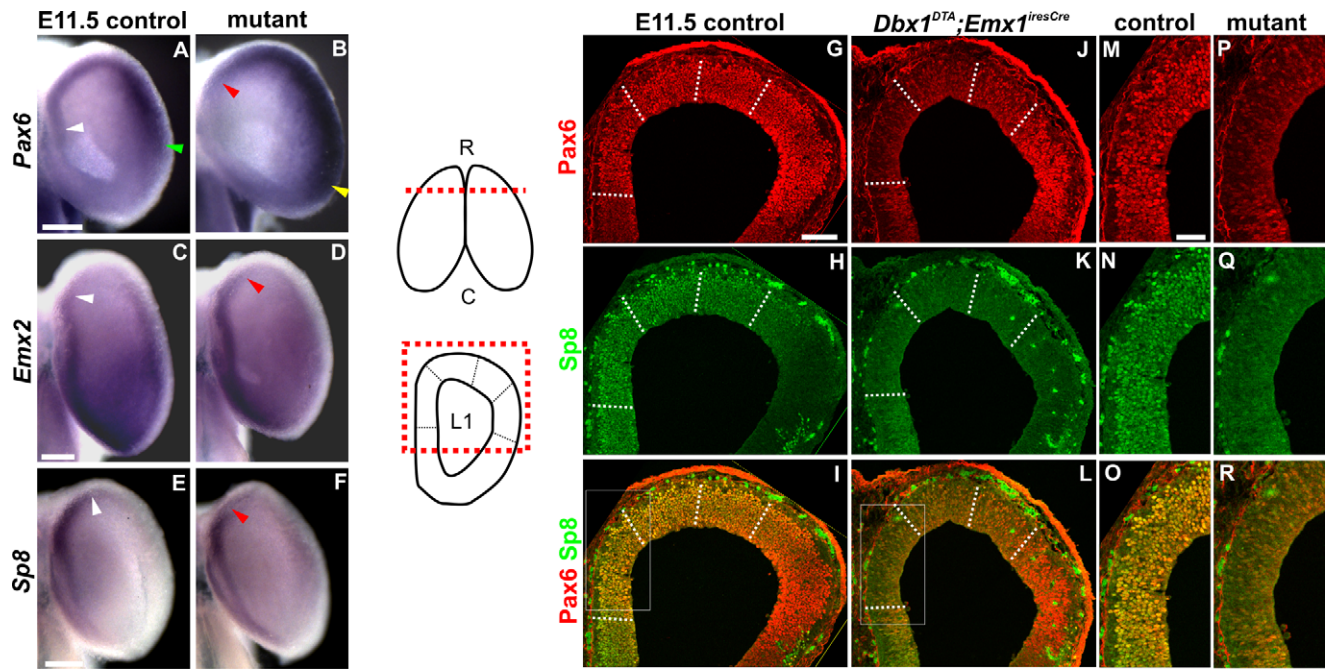 E11.5 control mutant
Pax6
A
B
Emx2
C
D
Sp8
E
F
R
C
L1
E11.5 control Dbx1DTA;Emx1iresCre control mutant
Pax6
G
J
M
P
Sp8
H
K
N
Q
Pax6 Sp8
I
L
O
R